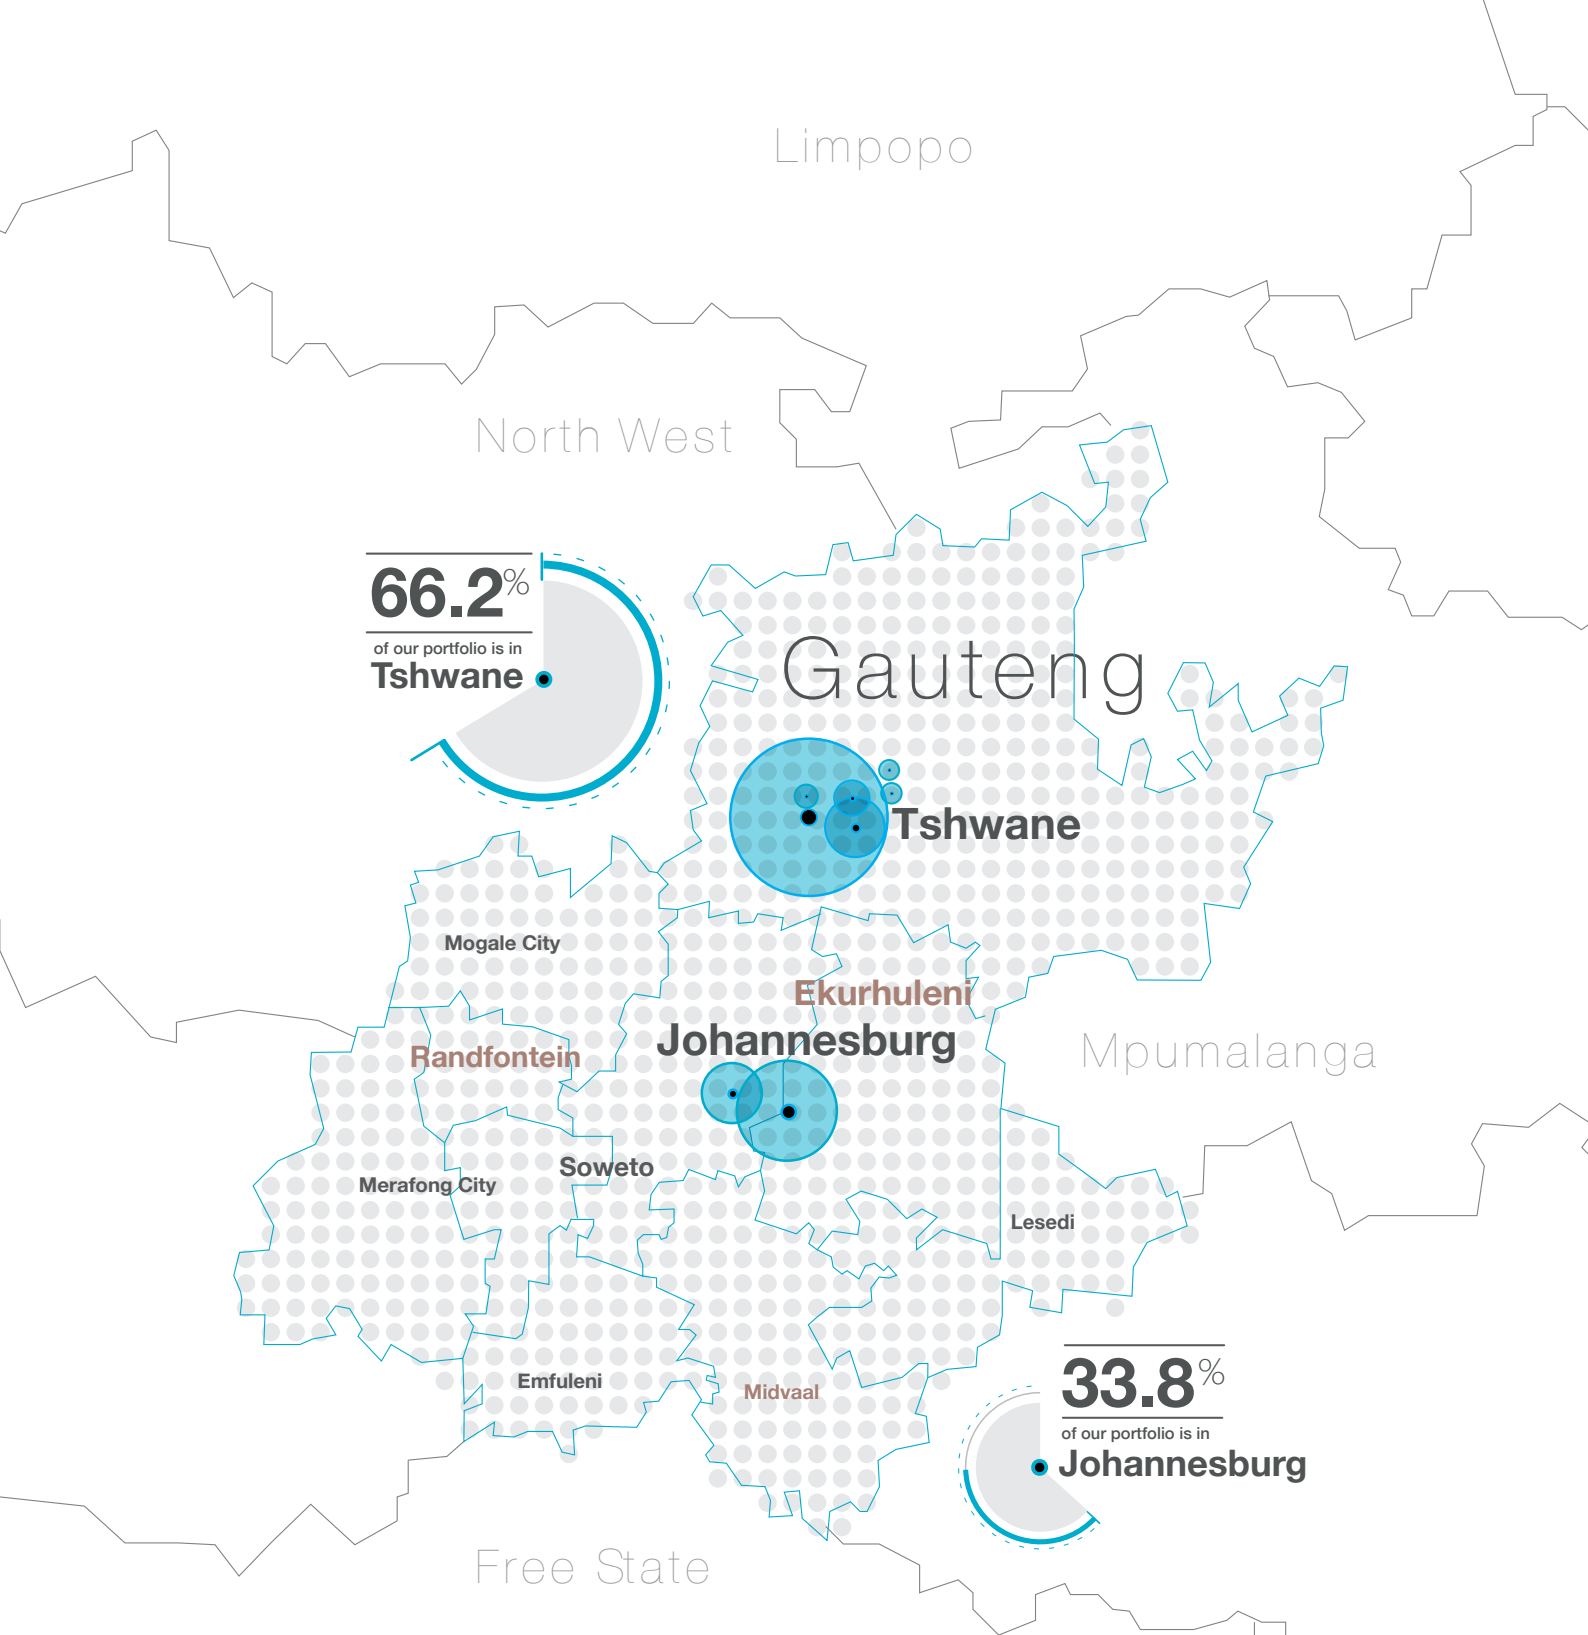 Limpopo
North West
66.2%
of our portfolio is in
Tshwane
Gauteng
Tshwane
Mogale City
Ekurhuleni
Johannesburg
Randfontein
Mpumalanga
Soweto
Merafong City
Lesedi
Emfuleni
Midvaal
33.8%
of our portfolio is in
Johannesburg
Free State